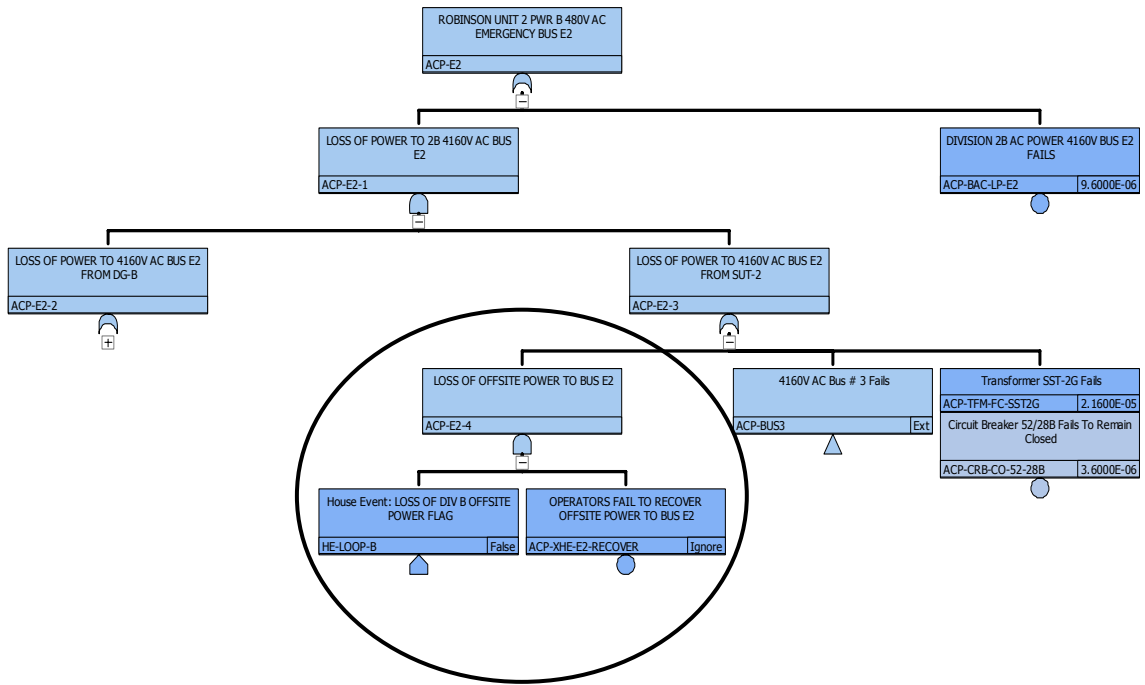 ROBINSON UNIT 2 PWR B 480V AC
EMERGENCY BUS E2
ACP-E2
LOSS OF POWER TO 2B 4160V AC BUS
E2
ACP-E2-1
DIVISION 2B AC POWER 4160V BUS E2
FAILS
ACP-BAC-LP-E2 9.6000E-06
LOSS OF POWER TO 4160V AC BUS E2
FROM DG-B
ACP-E2-2
LOSS OF POWER TO 4160V AC BUS E2
FROM SUT-2
ACP-E2-3
LOSS OF OFFSITE POWER TO BUS E2
ACP-E2-4
4160V AC Bus # 3 Fails
ACP-BUS3 Ext
Transformer SST-2G Fails
ACP-TFM-FC-SST2G 2.1600E-05
Circuit Breaker 52/28B Fails To Remain
Closed
ACP-CRB-CO-52-28B 3.6000E-06
House Event: LOSS OF DIV B OFFSITE
POWER FLAG
HE-LOOP-B False
OPERATORS FAIL TO RECOVER
OFFSITE POWER TO BUS E2
ACP-XHE-E2-RECOVER Ignore